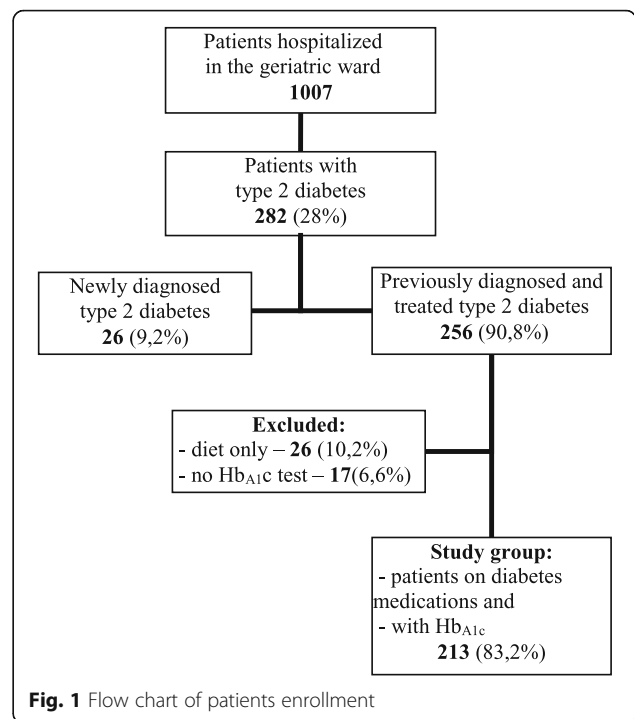 Patients hospitalized
in the geriatric ward
1007
Patients with
type 2 diabetes
282 (28%)
Newly diagnosed
type 2 diabetes
26 (9,2%)
Previously diagnosed and
treated type 2 diabetes
256 (90,8%)
Excluded:
- diet only – 26 (10,2%)
- no HbA1c test – 17(6,6%)
Study group:
- patients on diabetes
medications and
- with HbA1c
213 (83,2%)
Fig. 1 Flow chart of patients enrollment